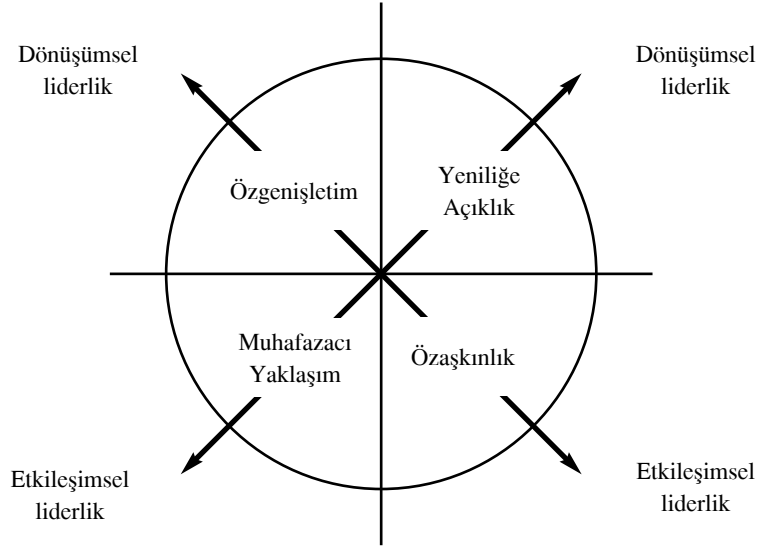 Dönüşümsel
liderlik
Dönüşümsel
liderlik
Özgenişletim
Yeniliğe
Açıklık
Muhafazacı
Yaklaşım
Özaşkınlık
Etkileşimsel
liderlik
Etkileşimsel
liderlik